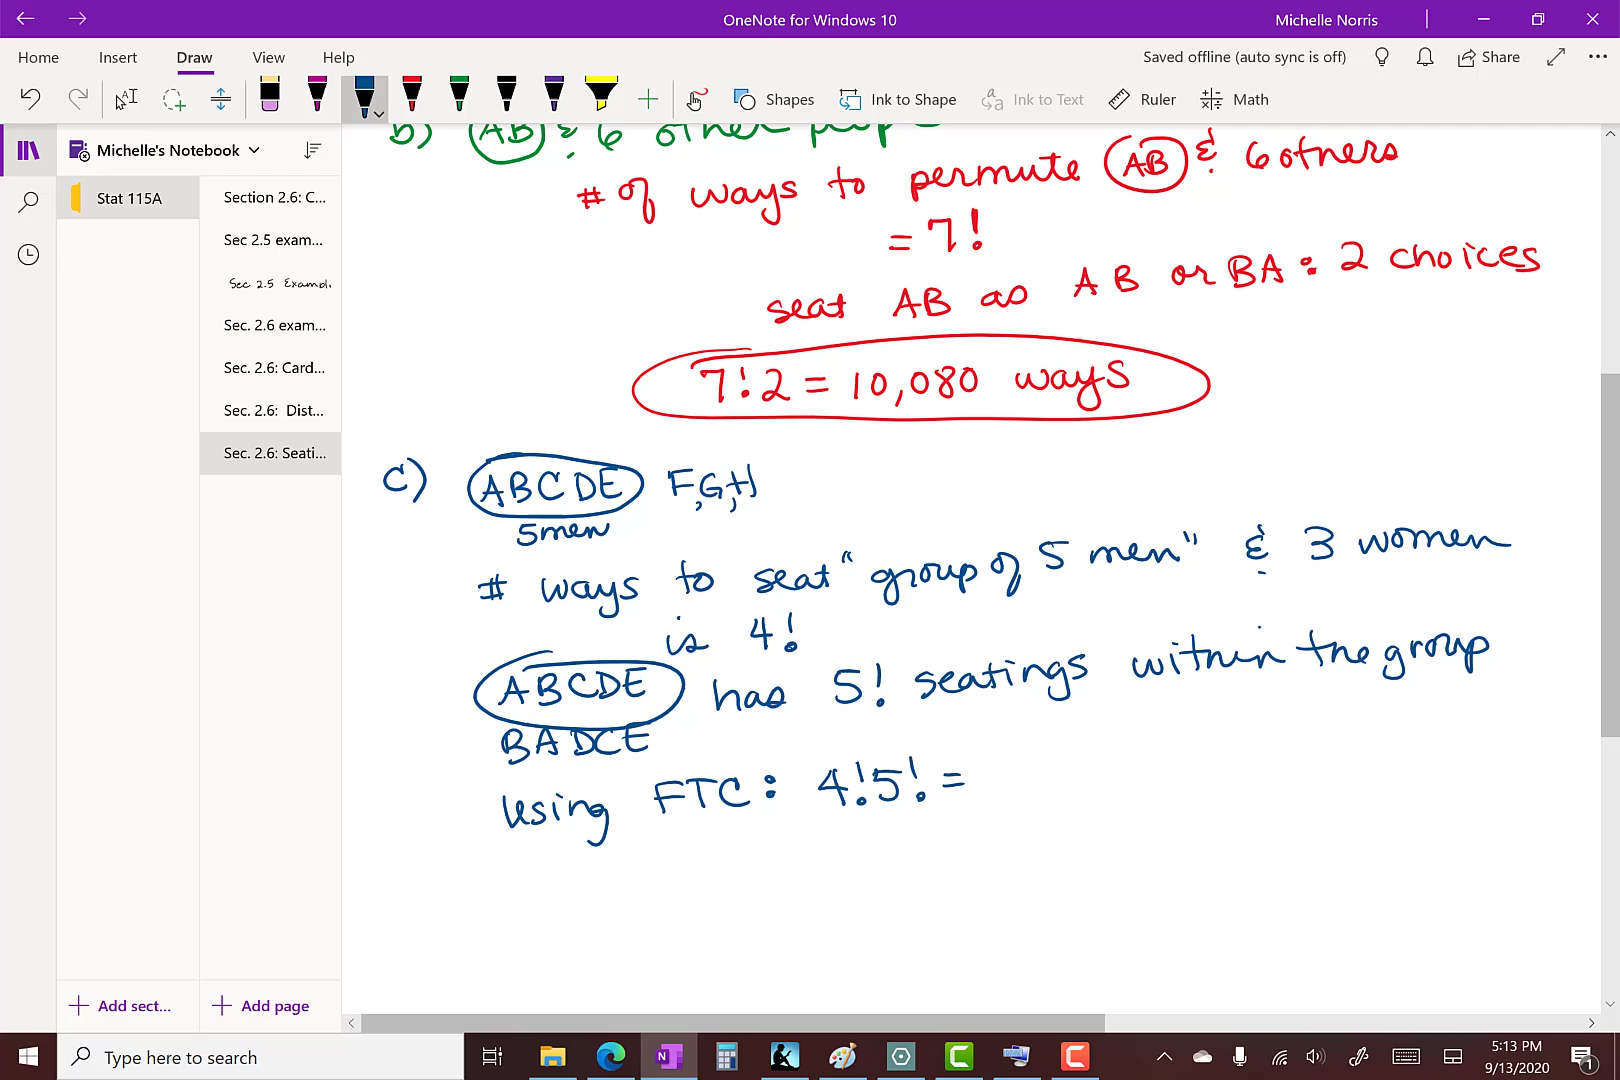 OneNote for Windows 10
Michelle Norris
Home Insert Draw View Help
Saved offline (auto sync is off) Share
Shapes Ink to Shape Ink to Text Ruler Math
Michelle's Notebook
Stat 115A
Section 2.6: C...
Sec 2.5 exam...
Sec 2.5 Exampl
Sec. 2.6 exam...
Sec. 2.6: Card...
Sec. 2.6: Dist...
Sec. 2.6: Seati...
Add sect...
Add page
b) AB & 6 other
# of ways to permute AB & 6 others
= 7!
seat AB as AB or BA: 2 choices
7!2 = 10,080 ways
C) ABCDE F,G,H
5men
# ways to seat "group of 5 men" & 3 women
is 4!
ABCDE has 5! seatings within the group
BADCE
Using FTC: 4!5! =
Type here to search
5:13 PM
9/13/2020
1